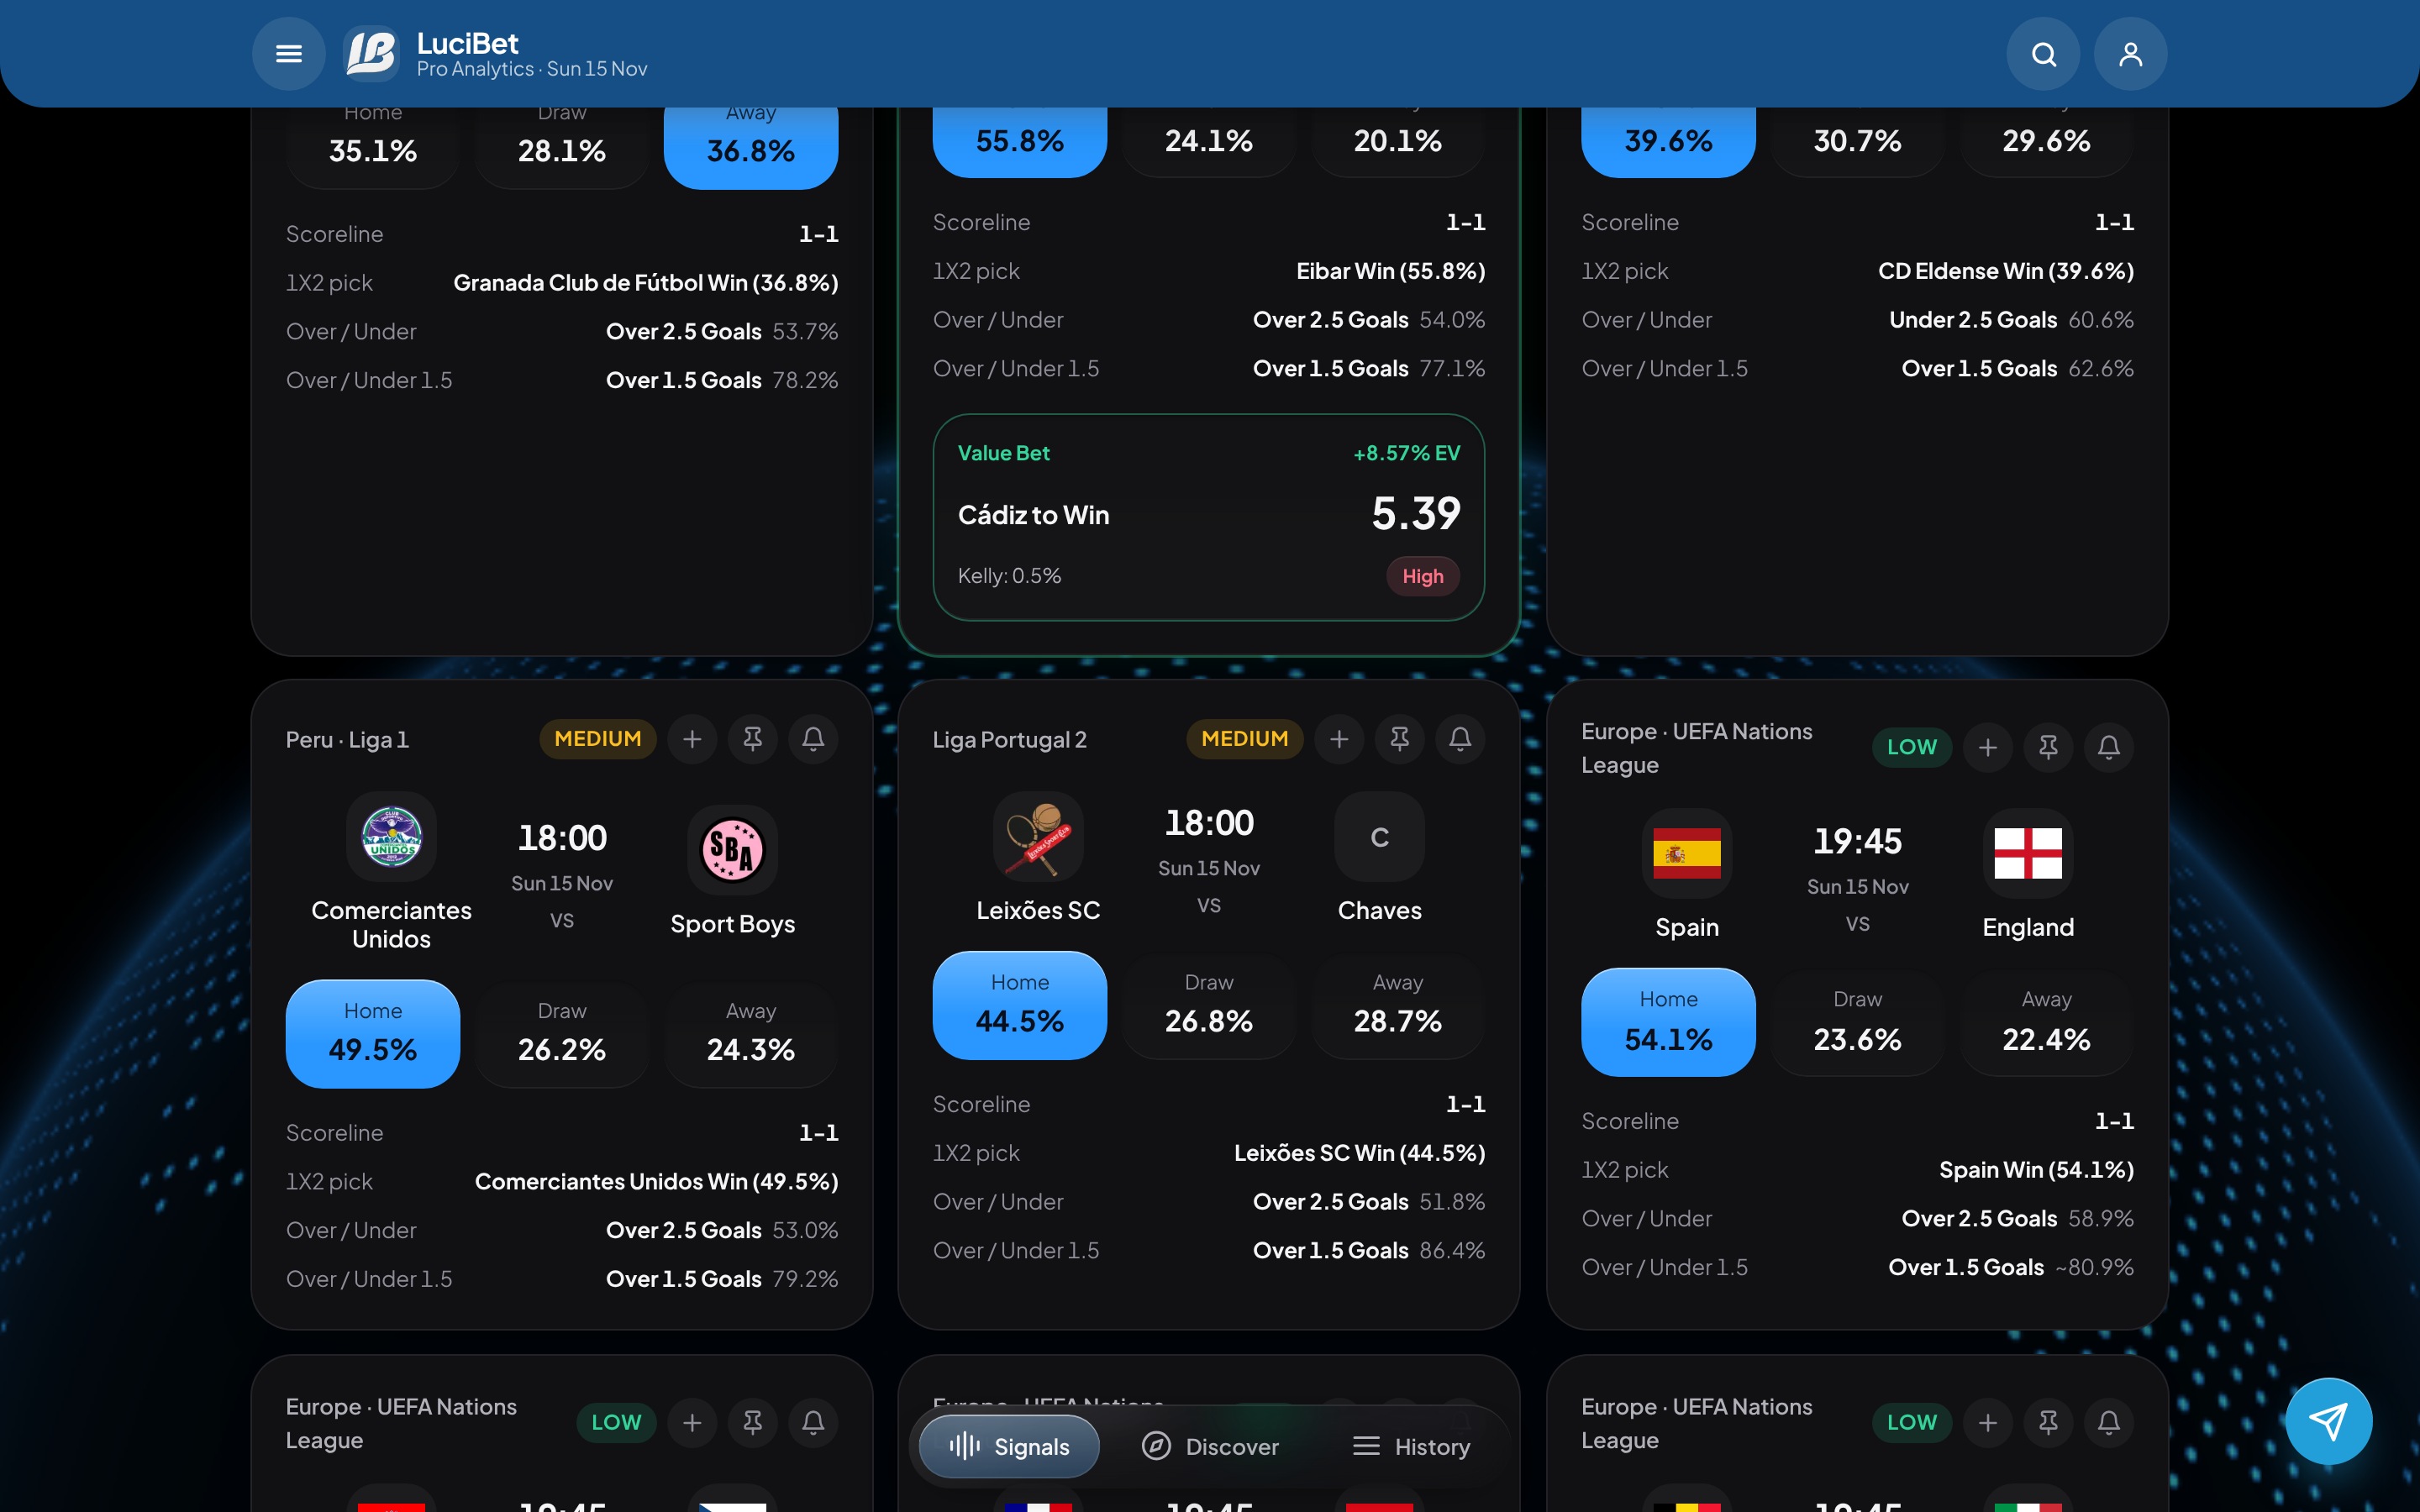 LuciBet
Pro Analytics · Sun 15 Nov
Home Draw Away
35.1% 28.1% 36.8%
Scoreline 1-1
1X2 pick Granada Club de Fútbol Win (36.8%)
Over / Under Over 2.5 Goals 53.7%
Over / Under 1.5 Over 1.5 Goals 78.2%
55.8% 24.1% 20.1%
Scoreline 1-1
1X2 pick Eibar Win (55.8%)
Over / Under Over 2.5 Goals 54.0%
Over / Under 1.5 Over 1.5 Goals 77.1%
Value Bet +8.57% EV
Cádiz to Win 5.39
Kelly: 0.5% High
39.6% 30.7% 29.6%
Scoreline 1-1
1X2 pick CD Eldense Win (39.6%)
Over / Under Under 2.5 Goals 60.6%
Over / Under 1.5 Over 1.5 Goals 62.6%
Peru · Liga 1 MEDIUM
UNIDOS
SBA
18:00
Sun 15 Nov
VS
Comerciantes
Unidos
Sport Boys
Home Draw Away
49.5% 26.2% 24.3%
Scoreline 1-1
1X2 pick Comerciantes Unidos Win (49.5%)
Over / Under Over 2.5 Goals 53.0%
Over / Under 1.5 Over 1.5 Goals 79.2%
Liga Portugal 2 MEDIUM
C
18:00
Sun 15 Nov
VS
Leixões SC
Chaves
Home Draw Away
44.5% 26.8% 28.7%
Scoreline 1-1
1X2 pick Leixões SC Win (44.5%)
Over / Under Over 2.5 Goals 51.8%
Over / Under 1.5 Over 1.5 Goals 86.4%
Europe · UEFA Nations
League
LOW
19:45
Sun 15 Nov
VS
Spain
England
Home Draw Away
54.1% 23.6% 22.4%
Scoreline 1-1
1X2 pick Spain Win (54.1%)
Over / Under Over 2.5 Goals 58.9%
Over / Under 1.5 Over 1.5 Goals ~80.9%
Europe · UEFA Nations
League
LOW
19:45
Europe · UEFA Nations
19:45
Europe · UEFA Nations
League
LOW
19:45
Signals Discover History